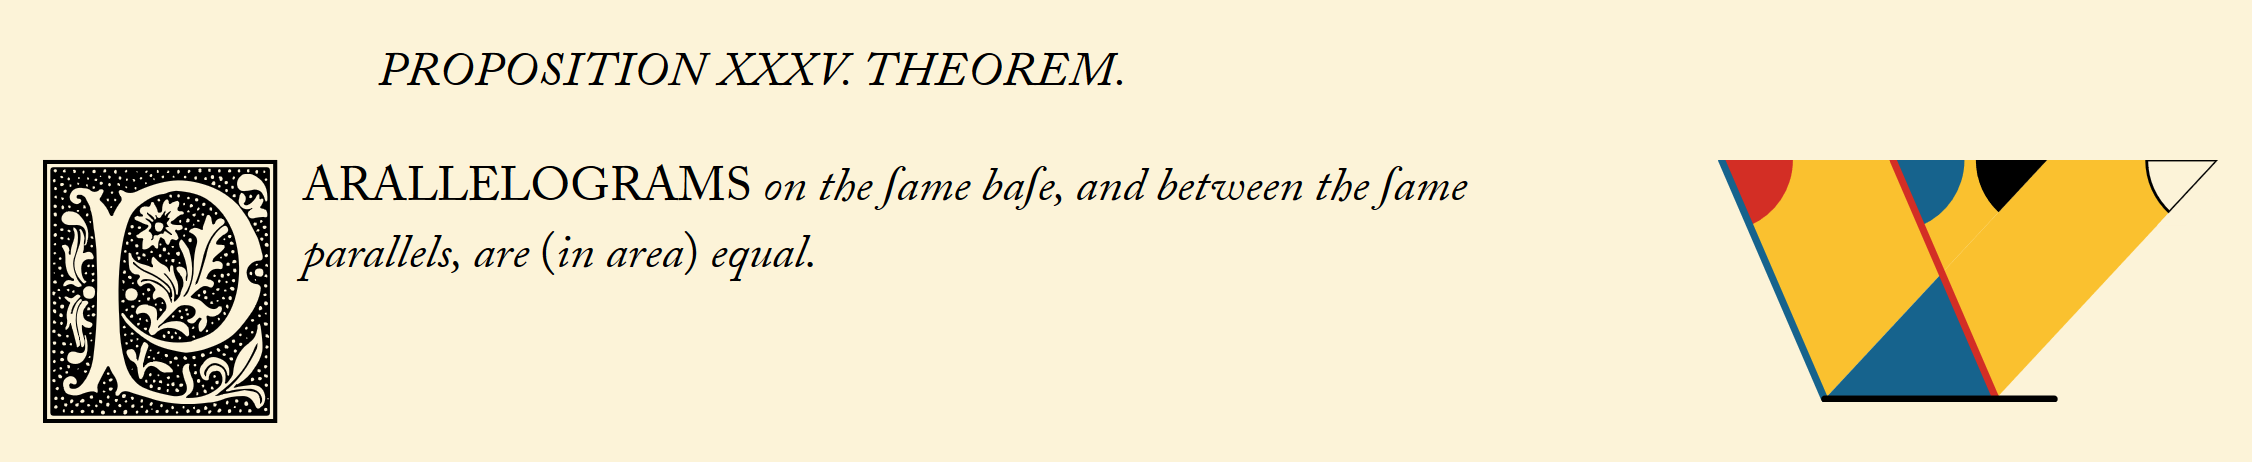 PROPOSITION XXXV. THEOREM.
PARALLELOGRAMS on the ſame baſe, and between the ſame
parallels, are (in area) equal.